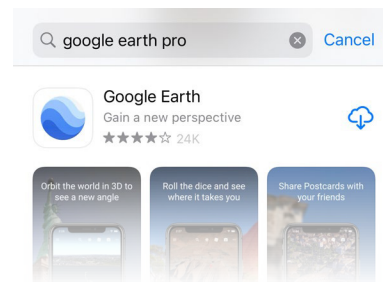 google earth pro
Cancel
Google Earth
Gain a new perspective
24K
Orbit the world in 3D to
see a new angle
Roll the dice and see
where it takes you
Share Postcards with
your friends